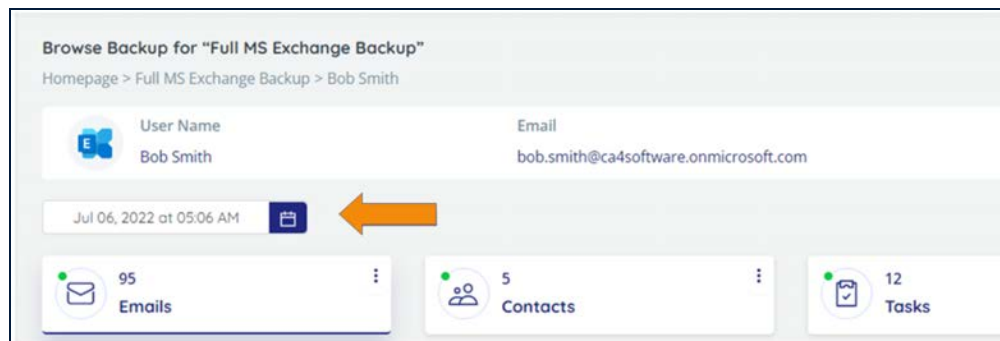 Browse Backup for “Full MS Exchange Backup”
Homepage > Full MS Exchange Backup > Bob Smith
User Name
Email
Bob Smith
bob.smith@ca4software.onmicrosoft.com
Jul 06, 2022 at 05:06 AM
95
Emails
5
Contacts
12
Tasks